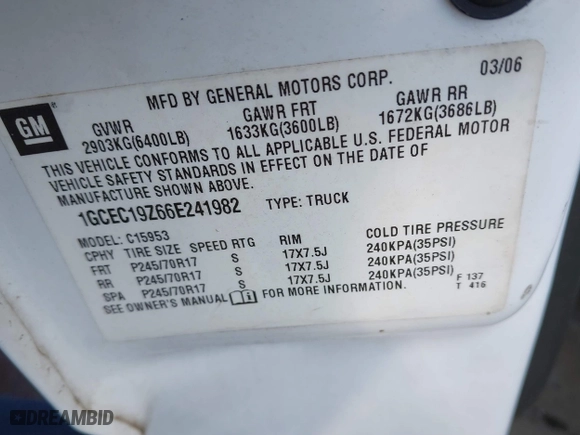 MFD BY GENERAL MOTORS CORP. 03/06
GM
GVWR GAWR FRT GAWR RR
2903KG(6400LB) 1633KG(3600LB) 1672KG(3686LB)
THIS VEHICLE CONFORMS TO ALL APPLICABLE U.S. FEDERAL MOTOR
VEHICLE SAFETY STANDARDS IN EFFECT ON THE DATE OF
MANUFACTURE SHOWN ABOVE.
1GCEC19Z66E241982 TYPE: TRUCK
MODEL: C15953
CPHY TIRE SIZE SPEED RTG RIM COLD TIRE PRESSURE
FRT P245/70R17 S 17X7.5J 240KPA(35PSI)
RR P245/70R17 S 17X7.5J 240KPA(35PSI)
SPA P245/70R17 S 17X7.5J 240KPA(35PSI)
SEE OWNER'S MANUAL FOR MORE INFORMATION.
F 137
T 416
DREAMBID